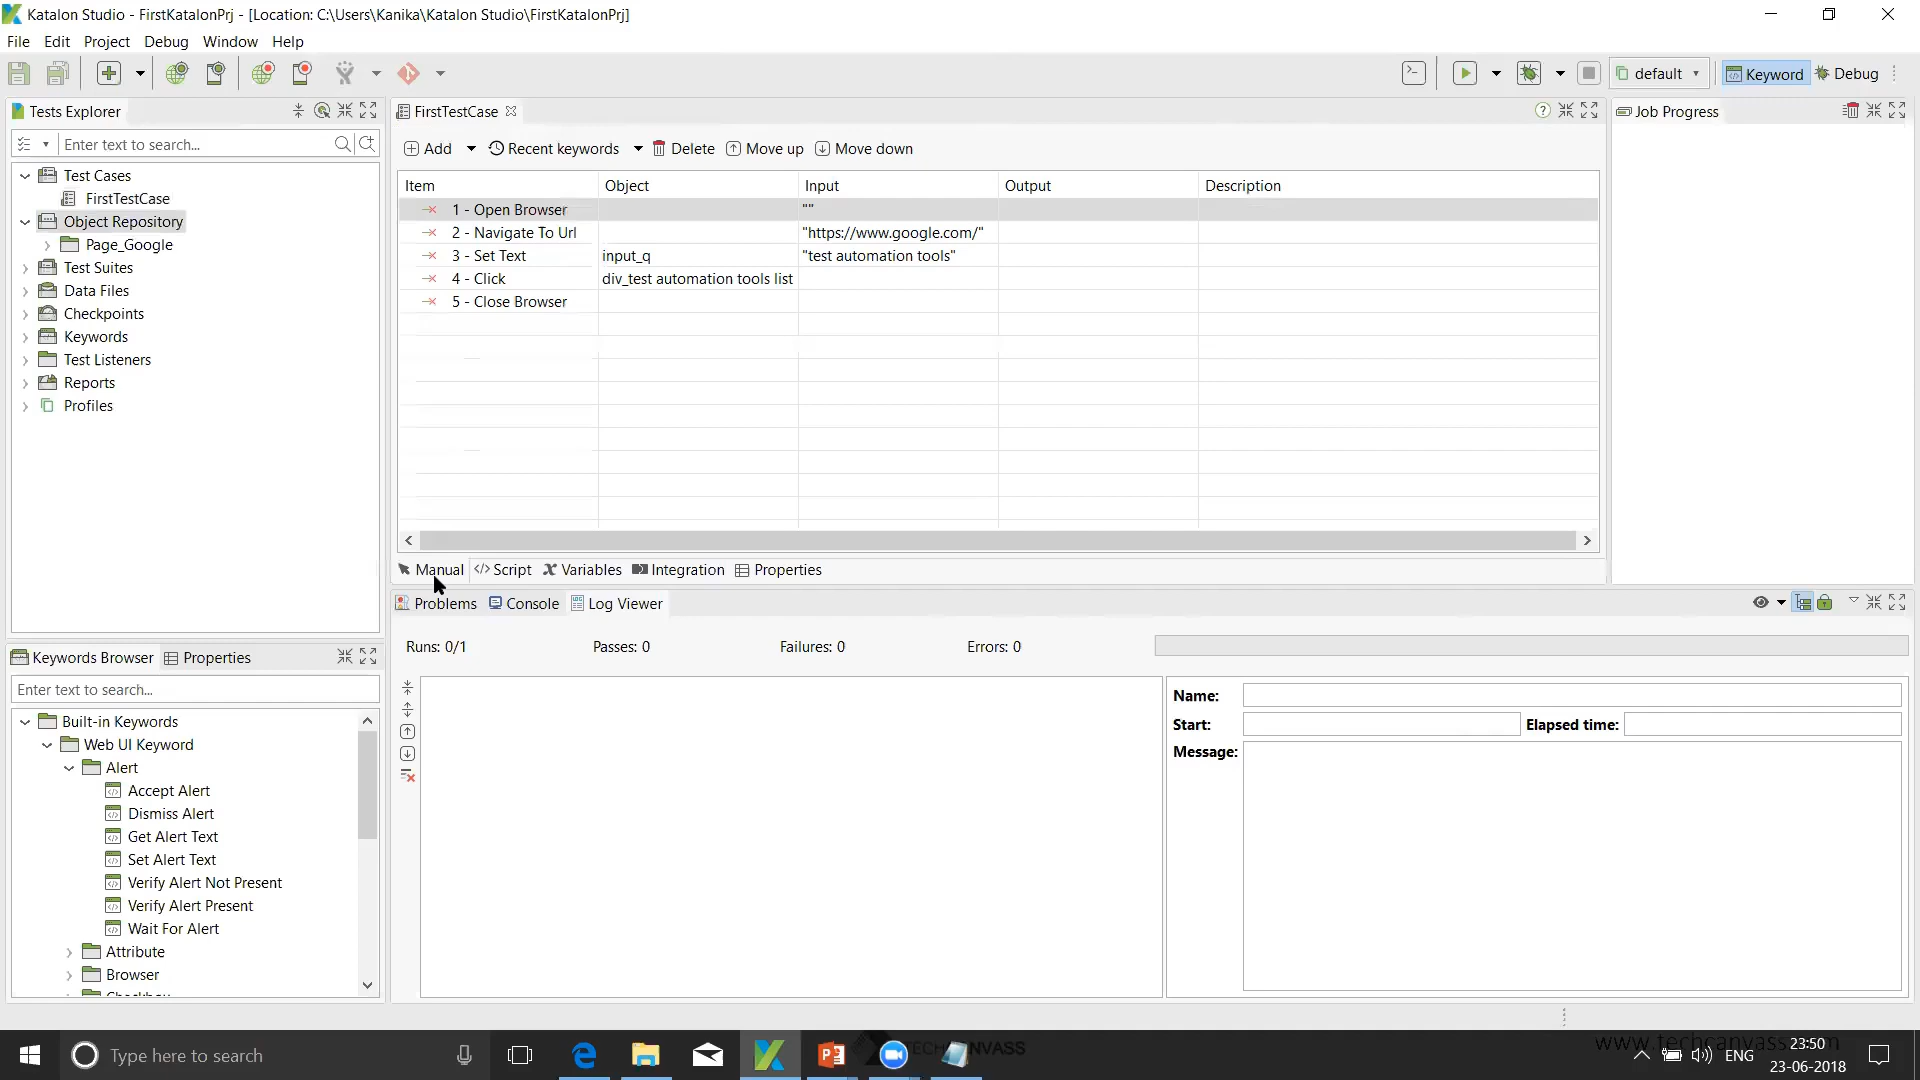 Katalon Studio - FirstKatalonPrj - [Location: C:\Users\Kanika\Katalon Studio\FirstKatalonPrj]
File Edit Project Debug Window Help
default Keyword Debug
Tests Explorer
Enter text to search...
Test Cases
FirstTestCase
Object Repository
Page_Google
Test Suites
Data Files
Checkpoints
Keywords
Test Listeners
Reports
Profiles
FirstTestCase
Add Recent keywords Delete Move up Move down
Item Object Input Output Description
1 - Open Browser ""
2 - Navigate To Url "https://www.google.com/"
3 - Set Text input_q "test automation tools"
4 - Click div_test automation tools list
5 - Close Browser
Manual Script Variables Integration Properties
Job Progress
Keywords Browser Properties
Enter text to search...
Built-in Keywords
Web UI Keyword
Alert
Accept Alert
Dismiss Alert
Get Alert Text
Set Alert Text
Verify Alert Not Present
Verify Alert Present
Wait For Alert
Attribute
Browser
Problems Console Log Viewer
Runs: 0/1 Passes: 0 Failures: 0 Errors: 0
Name:
Start: Elapsed time:
Message:
Type here to search
ENG
23:50
23-06-2018